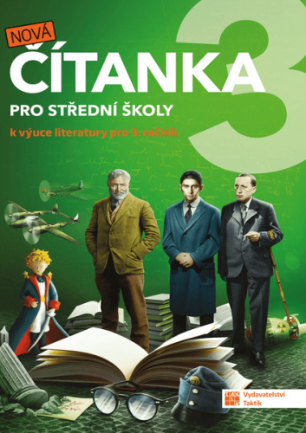 NOVÁ
ČÍTANKA
3
PRO STŘEDNÍ ŠKOLY
k výuce literatury pro 3. ročník
Vydavatelství
Taktik